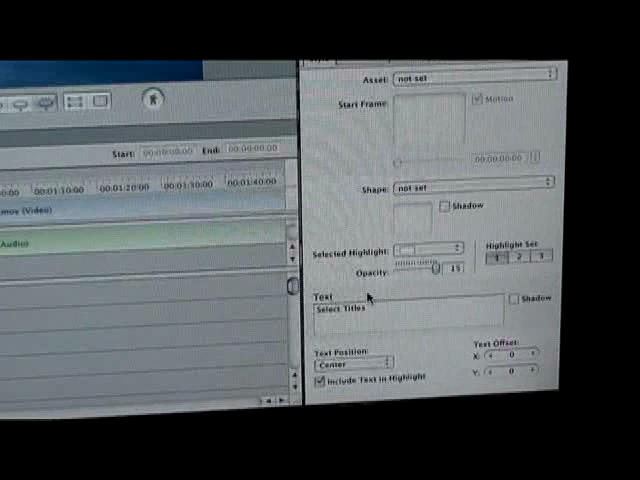 Asset: not set
Start Frame: Motion
00:00:00:00
Start: 00:00:00:00 End: 00:00:00:00
00:01:10:00 00:01:20:00 00:01:30:00 00:01:40:00
Shape: not set
Shadow
(Video)
Audio)
Selected Highlight: Highlight Set
1 2 3
Opacity: 15
Text Shadow
Select Titles
Text Position: Text Offset:
Center X: 0
Include Text in Highlight Y: 0